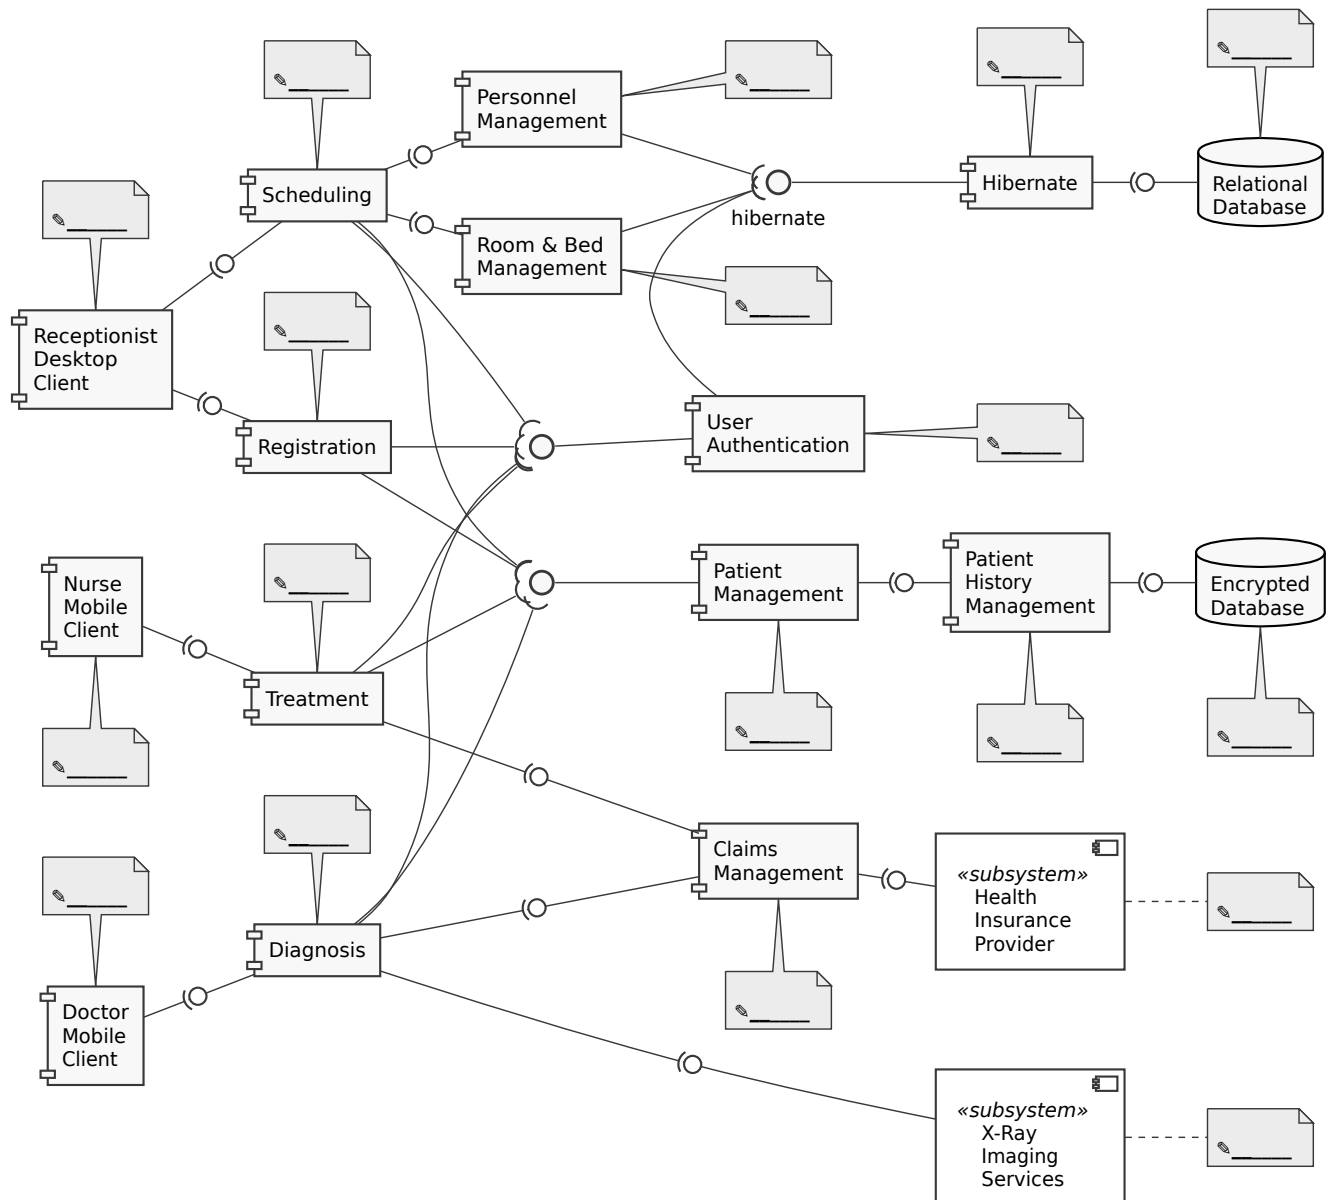 Personnel
Management
Scheduling
Hibernate
Relational
Database
hibernate
Room & Bed
Management
Receptionist
Desktop
Client
Registration
User
Authentication
Nurse
Mobile
Client
Patient
Management
Patient
History
Management
Encrypted
Database
Treatment
Claims
Management
«subsystem»
Health
Insurance
Provider
Diagnosis
Doctor
Mobile
Client
«subsystem»
X-Ray
Imaging
Services